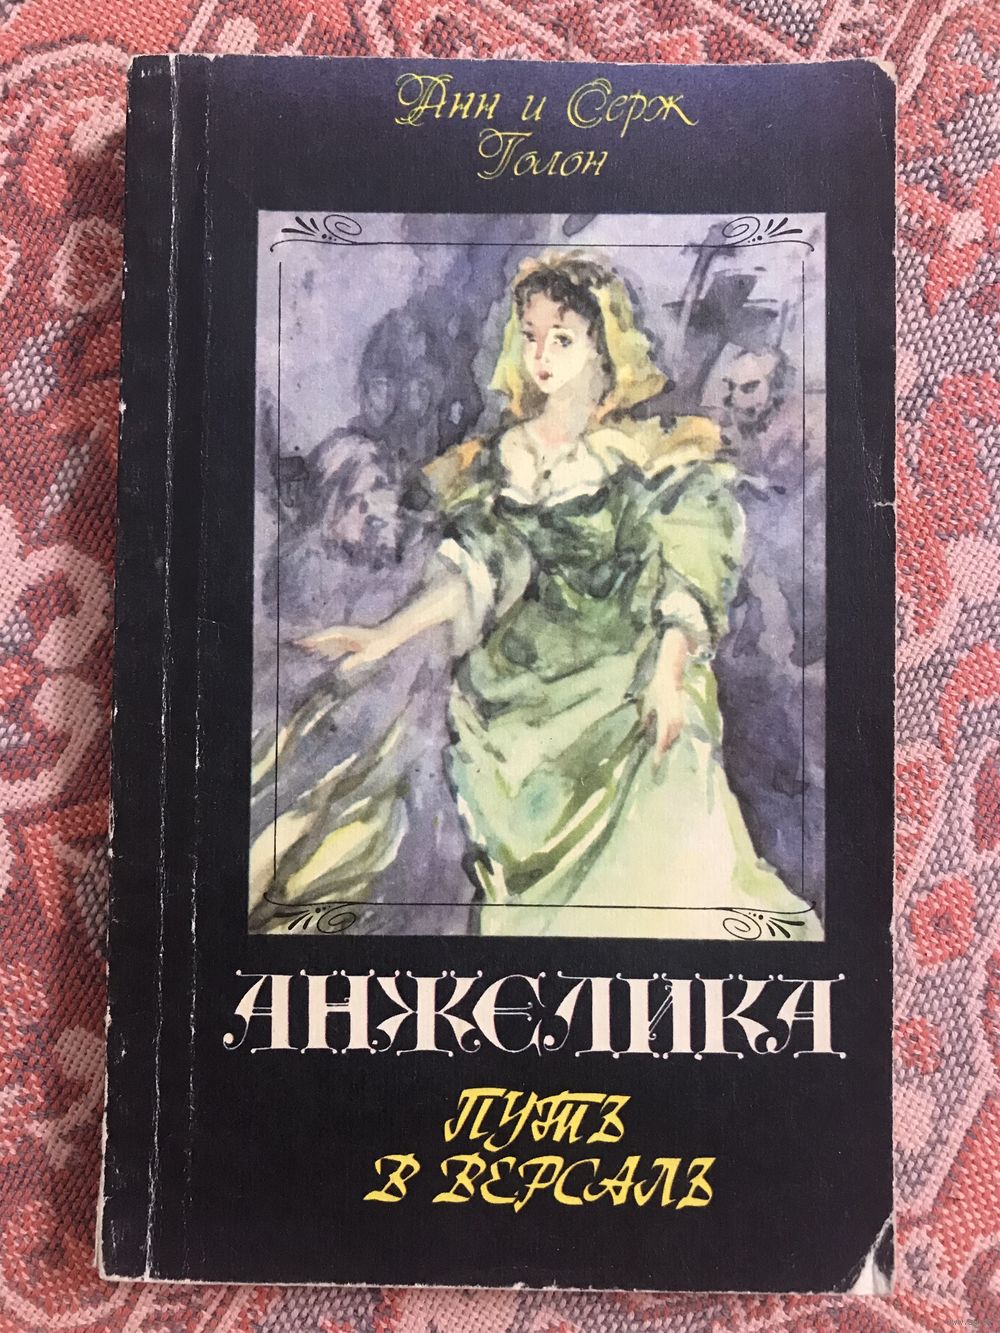 Анн и Серж
Голон
АНЖЕЛИКА
ПУТЬ
В ВЕРСАЛЬ